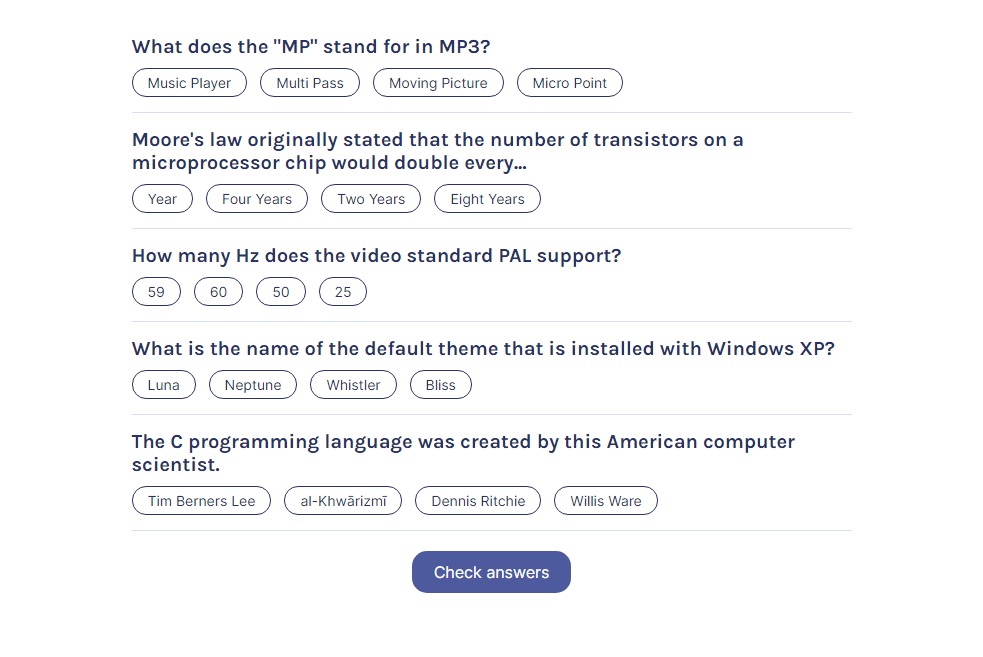 What does the "MP" stand for in MP3?
Music Player Multi Pass Moving Picture Micro Point
Moore's law originally stated that the number of transistors on a
microprocessor chip would double every...
Year Four Years Two Years Eight Years
How many Hz does the video standard PAL support?
59 60 50 25
What is the name of the default theme that is installed with Windows XP?
Luna Neptune Whistler Bliss
The C programming language was created by this American computer
scientist.
Tim Berners Lee al-Khwārizmī Dennis Ritchie Willis Ware
Check answers